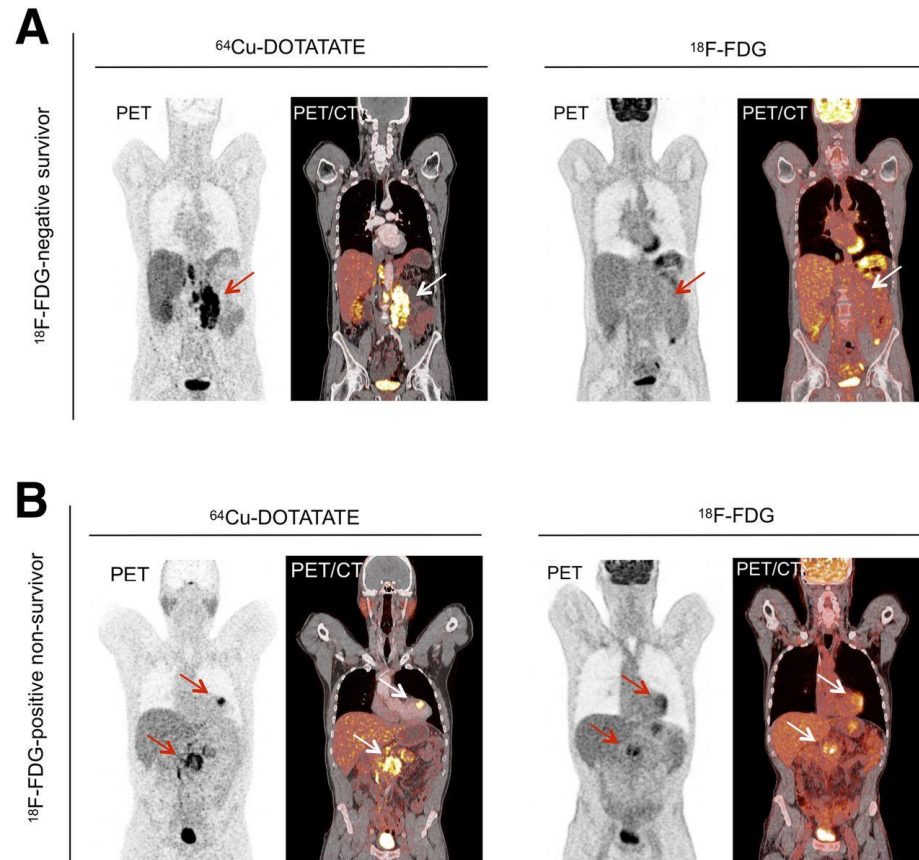 A
⁶⁴Cu-DOTATATE
¹⁸F-FDG
¹⁸F-FDG-negative survivor
PET
PET/CT
PET
PET/CT
B
⁶⁴Cu-DOTATATE
¹⁸F-FDG
¹⁸F-FDG-positive non-survivor
PET
PET/CT
PET
PET/CT